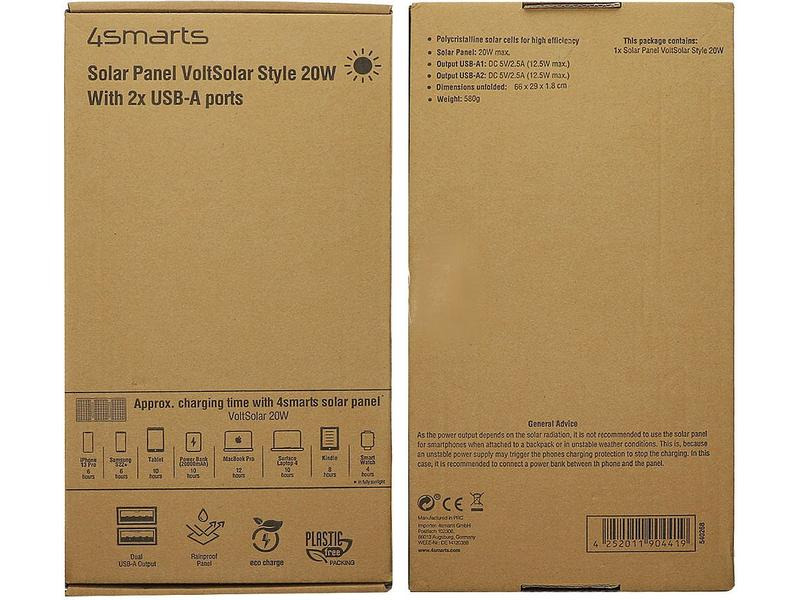 4smarts
Solar Panel VoltSolar Style 20W
With 2x USB-A ports
Approx. charging time with 4smarts solar panel*
VoltSolar 20W
iPhone 13 Pro 6 hours
Samsung S22+ 6 hours
Tablet 10 hours
Power Bank (20000mAh) 10 hours
MacBook Pro 12 hours
Surface Laptop 4 10 hours
Kindle 8 hours
Smart Watch 4 hours
* in fully sunlight
Dual USB-A Output
Rainproof Panel
eco charge
PLASTIC free PACKING
• Polycristalline solar cells for high efficiency
• Solar Panel: 20W max.
• Output USB-A1: DC 5V/2.5A (12.5W max.)
• Output USB-A2: DC 5V/2.5A (12.5W max.)
• Dimensions unfolded: 66 x 29 x 1.8 cm
• Weight: 580g
This package contains:
1x Solar Panel VoltSolar Style 20W
General Advice
As the power output depends on the solar radiation, it is not recommended to use the solar panel
for smartphones when attached to a backpack or in unstable weather conditions. This is, because
an unstable power supply may trigger the phones charging protection to stop the charging. In this
case, it is recommended to connect a power bank between th phone and the panel.
CE
Manufactured in PRC
Importer: 4smarts GmbH
Postfach 102308,
86013 Augsburg, Germany
WEEE-Nr.: DE14120388
www.4smarts.com
4 252011 904419
540268